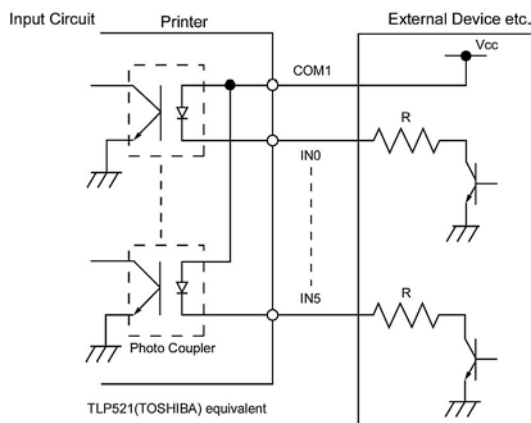 Input Circuit
Printer
External Device etc.
Vcc
COM1
R
IN0
R
IN5
Photo Coupler
TLP521(TOSHIBA) equivalent